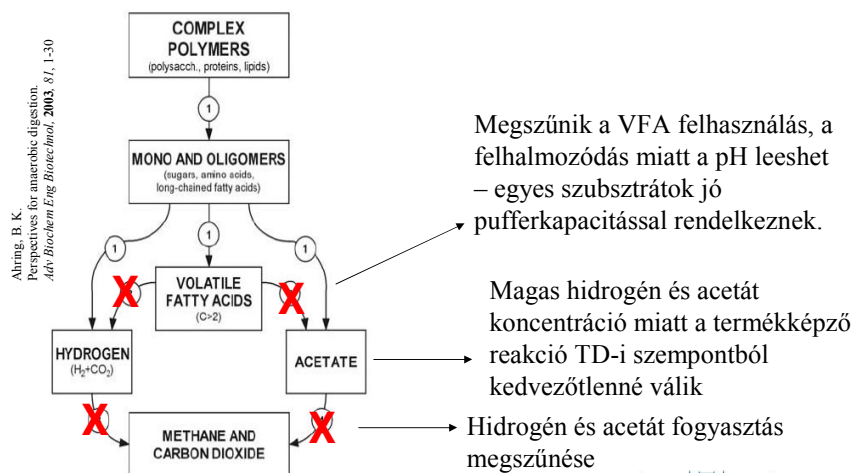 Ahring, B. K.
Perspectives for anaerobic digestion.
Adv Biochem Eng Biotechnol, 2003, 81, 1-30
COMPLEX
POLYMERS
(polysacch., proteins, lipids)
1
MONO AND OLIGOMERS
(sugars, amino acids,
long-chained fatty acids)
1
1
1
VOLATILE
FATTY ACIDS
(C>2)
X
X
HYDROGEN
(H2+CO2)
ACETATE
X
X
METHANE AND
CARBON DIOXIDE
Megszűnik a VFA felhasználás, a
felhalmozódás miatt a pH leeshet
– egyes szubsztrátok jó
pufferkapacitással rendelkeznek.
Magas hidrogén és acetát
koncentráció miatt a termékképző
reakció TD-i szempontból
kedvezőtlenné válik
Hidrogén és acetát fogyasztás
megszűnése